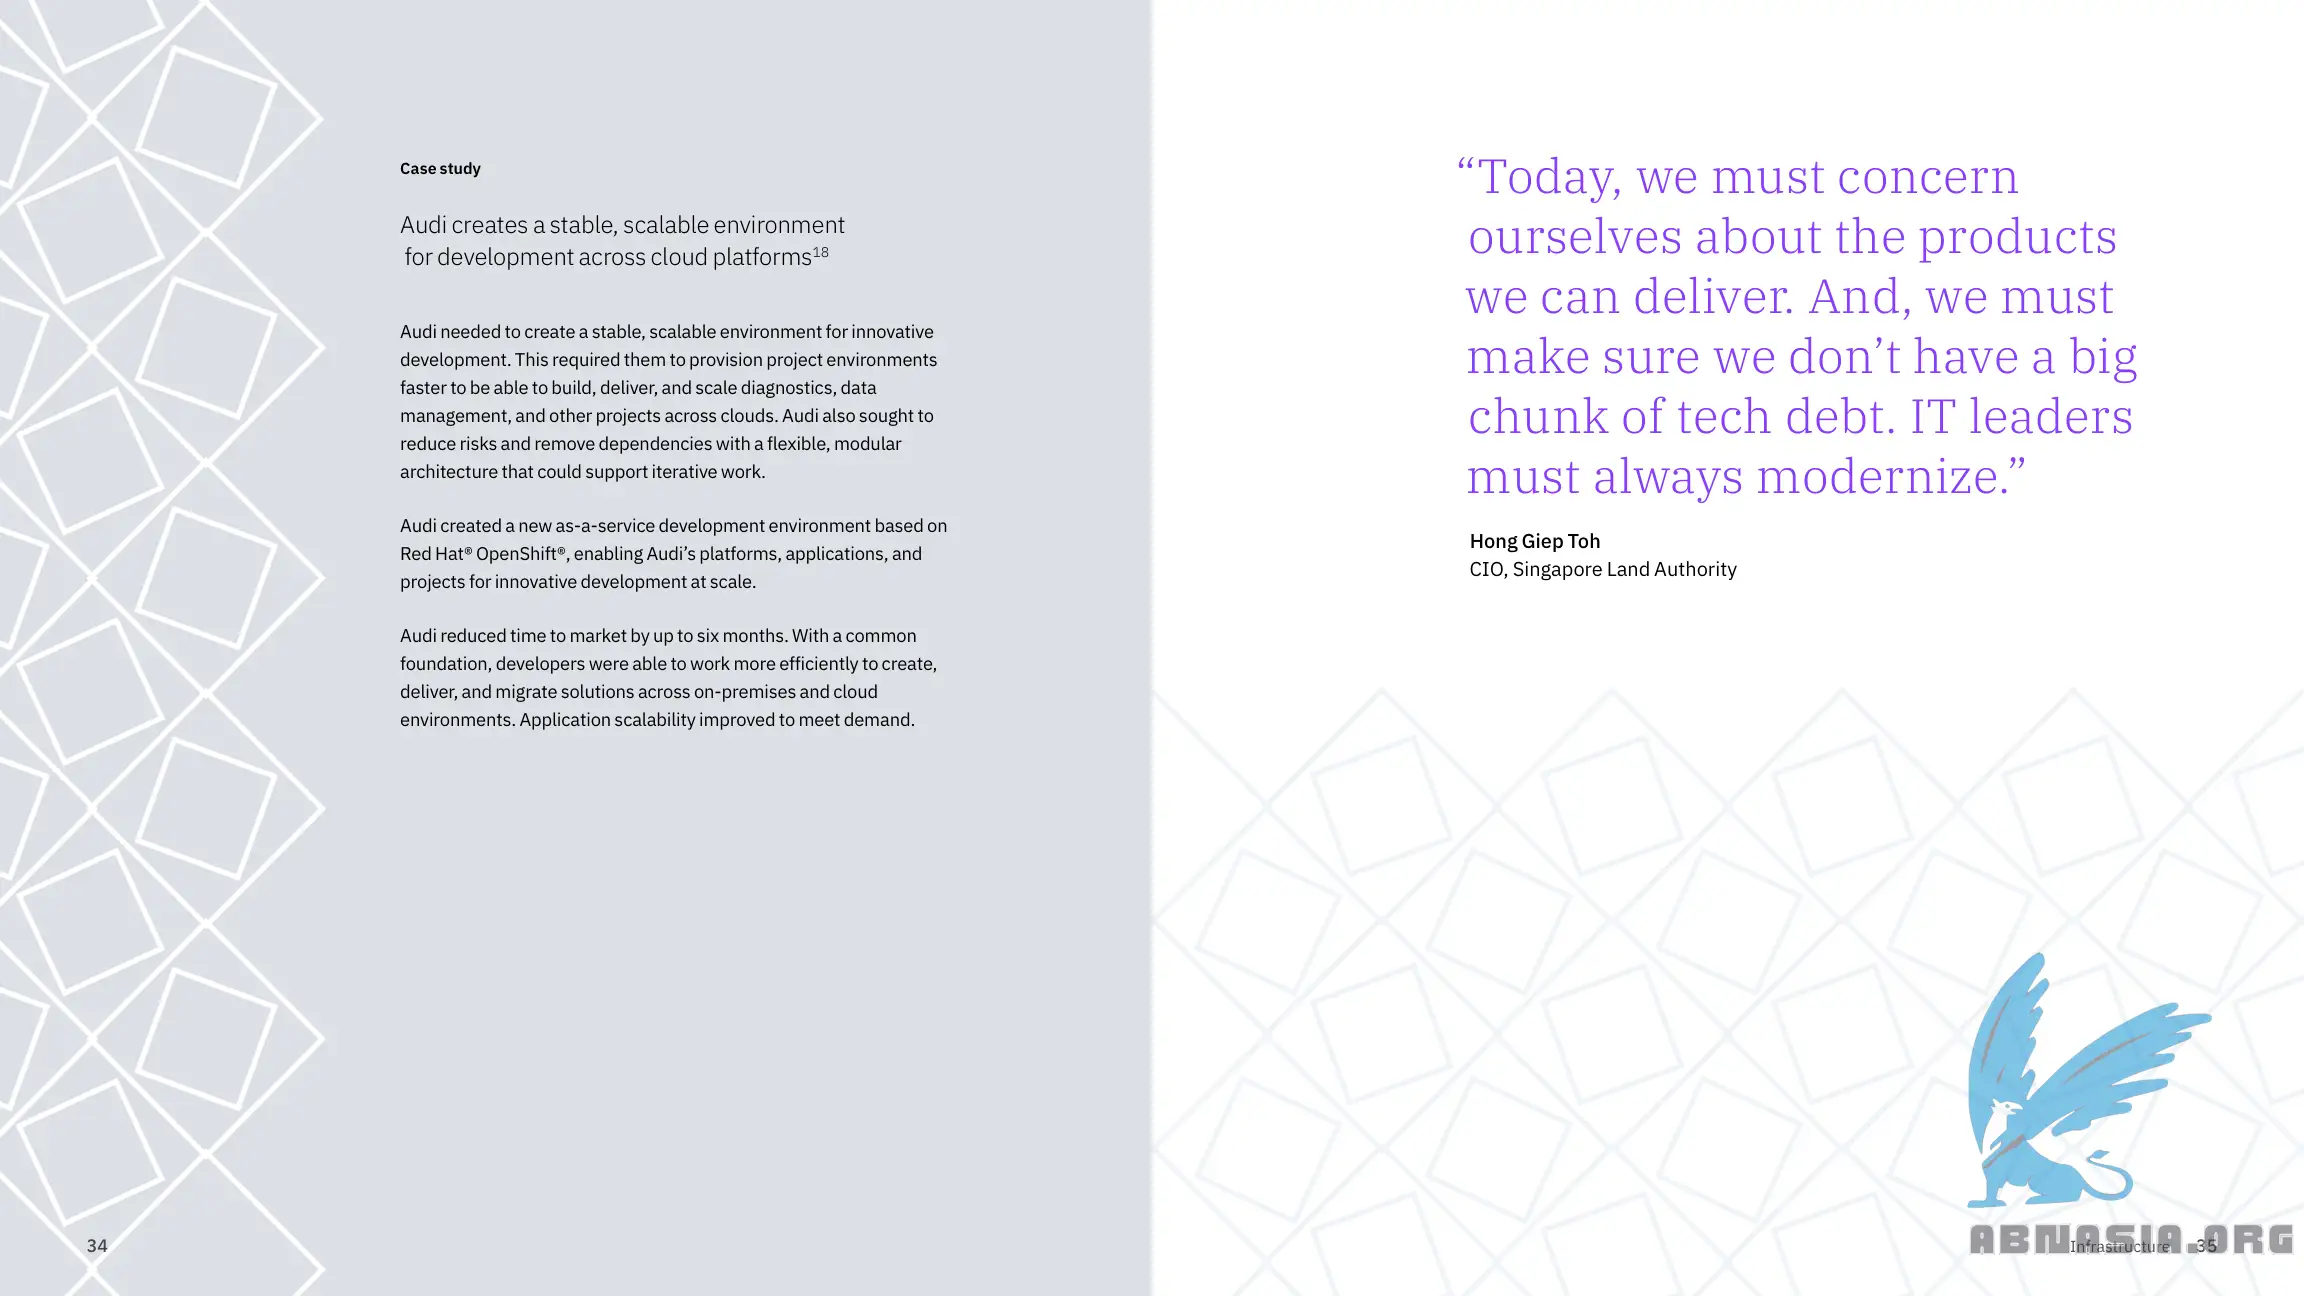 Case study
Audi creates a stable, scalable environment
for development across cloud platforms18
Audi needed to create a stable, scalable environment for innovative
development. This required them to provision project environments
faster to be able to build, deliver, and scale diagnostics, data
management, and other projects across clouds. Audi also sought to
reduce risks and remove dependencies with a flexible, modular
architecture that could support iterative work.
Audi created a new as-a-service development environment based on
Red Hat® OpenShift®, enabling Audi’s platforms, applications, and
projects for innovative development at scale.
Audi reduced time to market by up to six months. With a common
foundation, developers were able to work more efficiently to create,
deliver, and migrate solutions across on-premises and cloud
environments. Application scalability improved to meet demand.
34
“Today, we must concern
ourselves about the products
we can deliver. And, we must
make sure we don’t have a big
chunk of tech debt. IT leaders
must always modernize.”
Hong Giep Toh
CIO, Singapore Land Authority
ABNASIA.ORG
Infrastructure 35